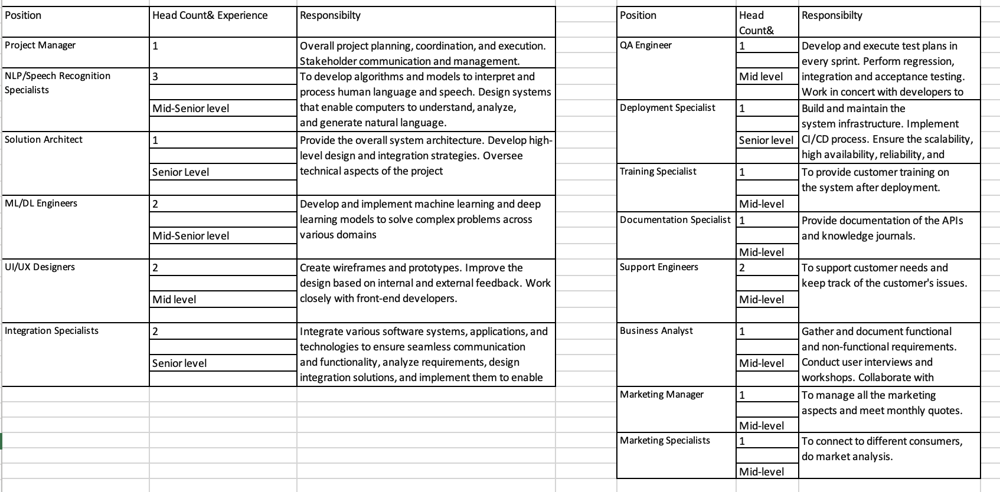 Position
Head Count& Experience
Responsibilty
Project Manager
1
Overall project planning, coordination, and execution.
Stakeholder communication and management.
NLP/Speech Recognition
Specialists
3
Mid-Senior level
To develop algorithms and models to interpret and
process human language and speech. Design systems
that enable computers to understand, analyze,
and generate natural language.
Solution Architect
1
Senior Level
Provide the overall system architecture. Develop high-
level design and integration strategies. Oversee
technical aspects of the project
ML/DL Engineers
2
Mid-Senior level
Develop and implement machine learning and deep
learning models to solve complex problems across
various domains
UI/UX Designers
2
Mid level
Create wireframes and prototypes. Improve the
design based on internal and external feedback. Work
closely with front-end developers.
Integration Specialists
2
Senior level
Integrate various software systems, applications, and
technologies to ensure seamless communication
and functionality, analyze requirements, design
integration solutions, and implement them to enable
Position
Head
Count&
Responsibilty
QA Engineer
1
Mid level
Develop and execute test plans in
every sprint. Perform regression,
integration and acceptance testing.
Work in concert with developers to
Deployment Specialist
1
Senior level
Build and maintain the
system infrastructure. Implement
CI/CD process. Ensure the scalability,
high availability, reliability, and
Training Specialist
1
Mid-level
To provide customer training on
the system after deployment.
Documentation Specialist
1
Mid-level
Provide documentation of the APIs
and knowledge journals.
Support Engineers
2
Mid-level
To support customer needs and
keep track of the customer's issues.
Business Analyst
1
Mid-level
Gather and document functional
and non-functional requirements.
Conduct user interviews and
workshops. Collaborate with
Marketing Manager
1
Mid-level
To manage all the marketing
aspects and meet monthly quotes.
Marketing Specialists
1
Mid-level
To connect to different consumers,
do market analysis.